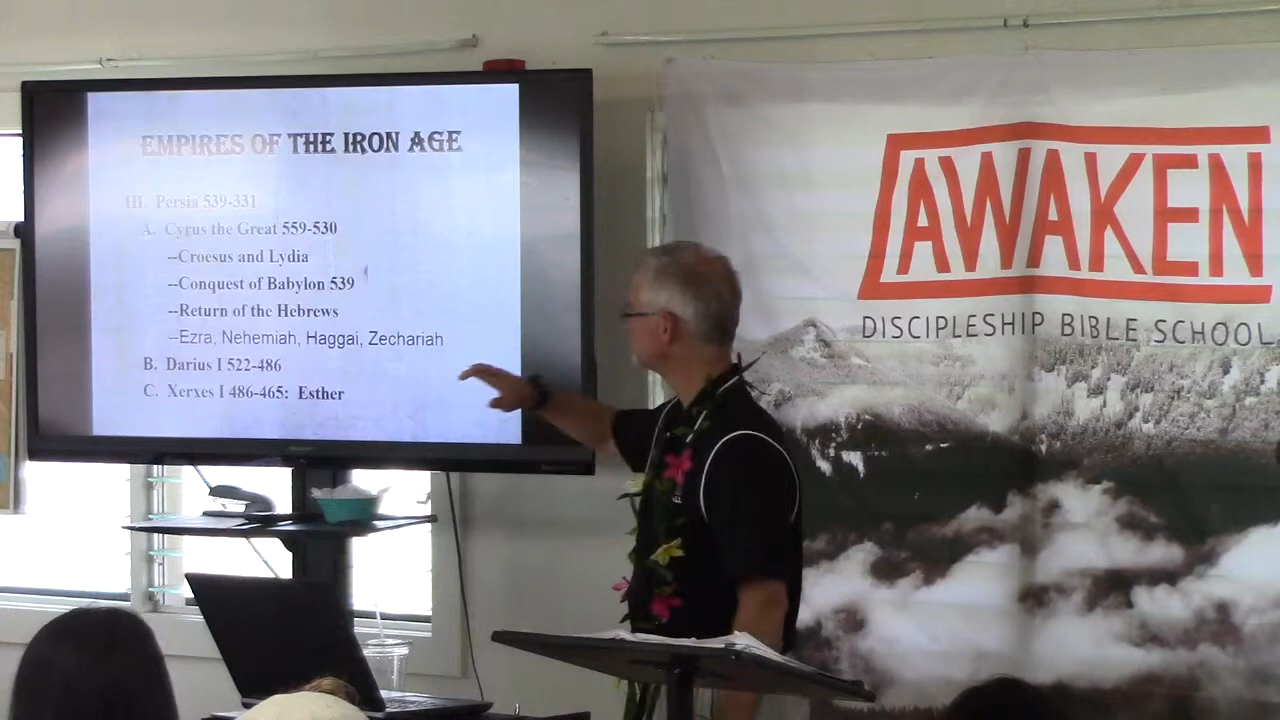 EMPIRES OF THE IRON AGE
III. Persia 539-331
A. Cyrus the Great 559-530
--Croesus and Lydia
--Conquest of Babylon 539
--Return of the Hebrews
--Ezra, Nehemiah, Haggai, Zechariah
B. Darius I 522-486
C. Xerxes I 486-465: Esther
AWAKEN
DISCIPLESHIP BIBLE SCHOOL